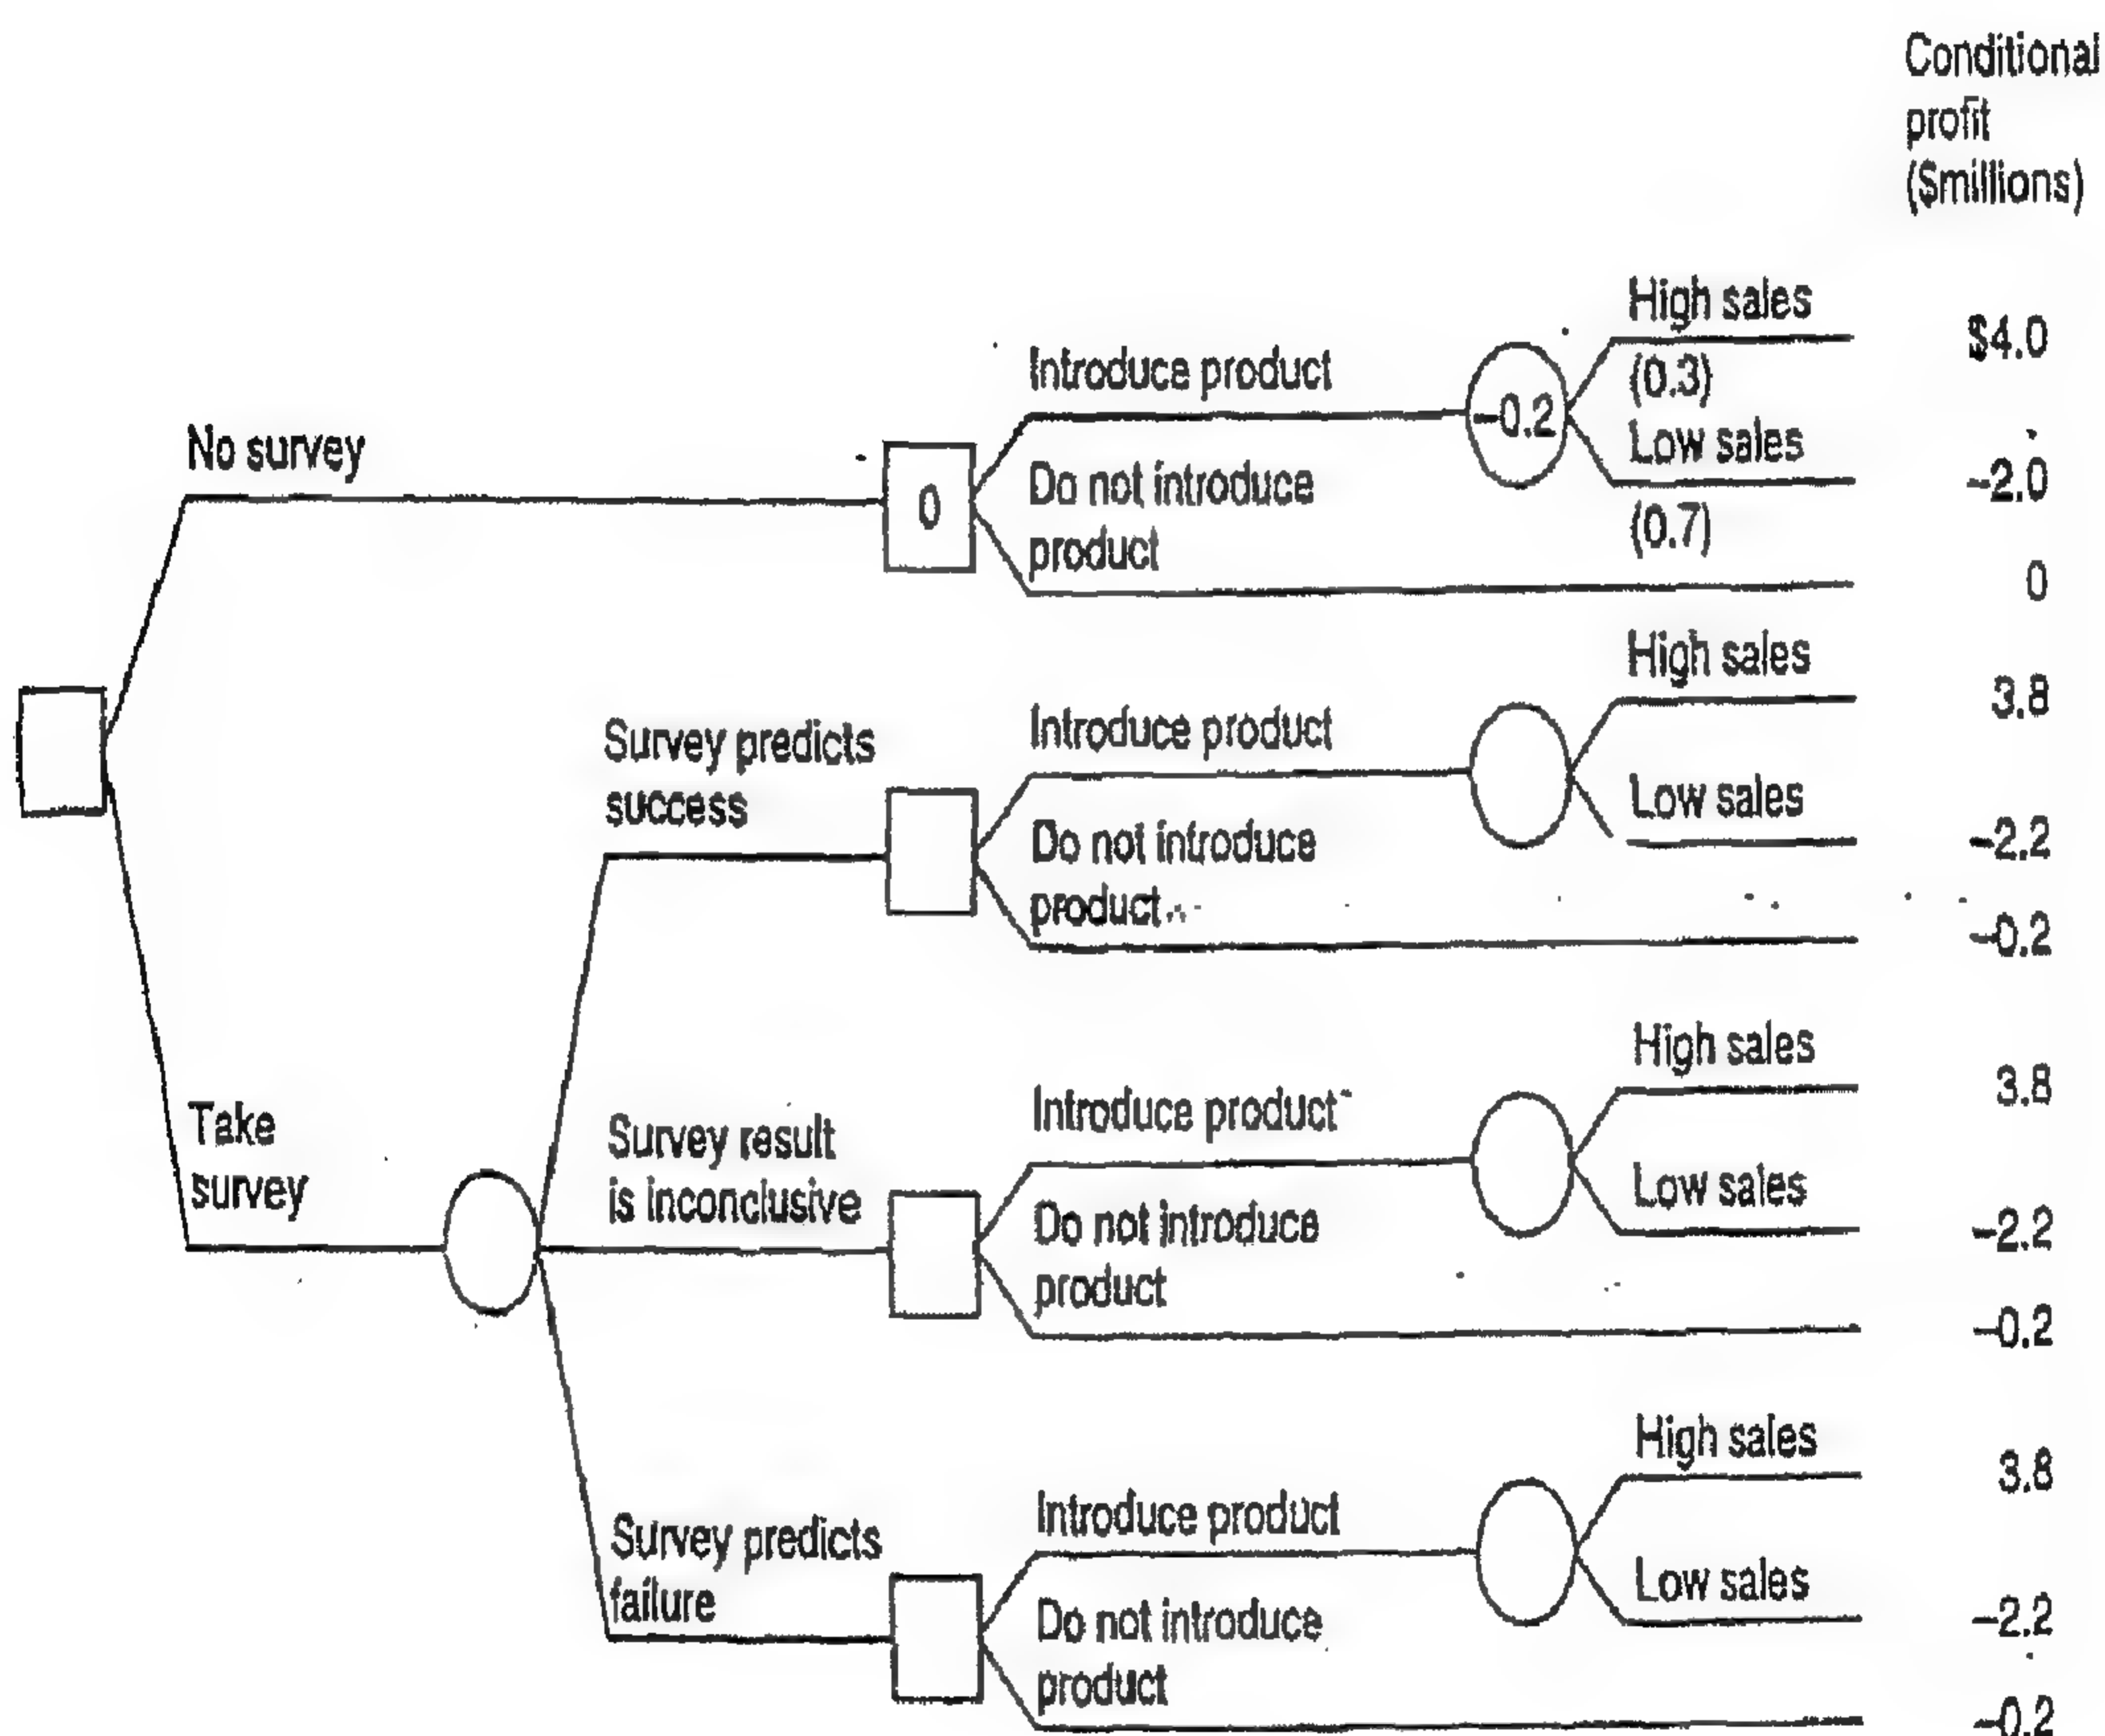 Conditional
profit
($millions)
High sales
$4.0
Introduce product
(0.3)
-0.2
Low sales
No survey
-2.0
0
Do not introduce
product
(0.7)
0
High sales
3.8
Survey predicts
success
Introduce product
Low sales
-2.2
Do not introduce
product
-0.2
High sales
3.8
Take
survey
Survey result
is inconclusive
Introduce product
Low sales
-2.2
Do not introduce
product
-0.2
High sales
3.8
Survey predicts
failure
Introduce product
Low sales
-2.2
Do not introduce
product
-0.2